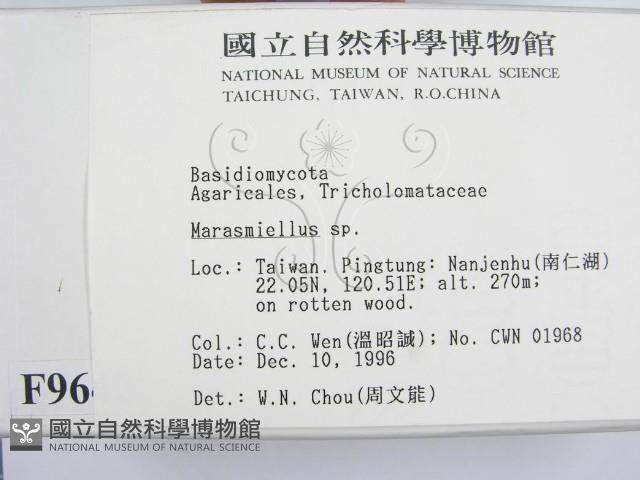 國立自然科學博物館
NATIONAL MUSEUM OF NATURAL SCIENCE
TAICHUNG, TAIWAN, R.O.CHINA
Basidiomycota
Agaricales, Tricholomataceae
Marasmiellus sp.
Loc.: Taiwan. Pingtung: Nanjenhu(南仁湖)
22.05N, 120.51E; alt. 270m;
on rotten wood.
Col.: C.C. Wen(溫昭誠); No. CWN 01968
Date: Dec. 10, 1996
Det.: W.N. Chou(周文能)
F96
國立自然科學博物館
NATIONAL MUSEUM OF NATURAL SCIENCE